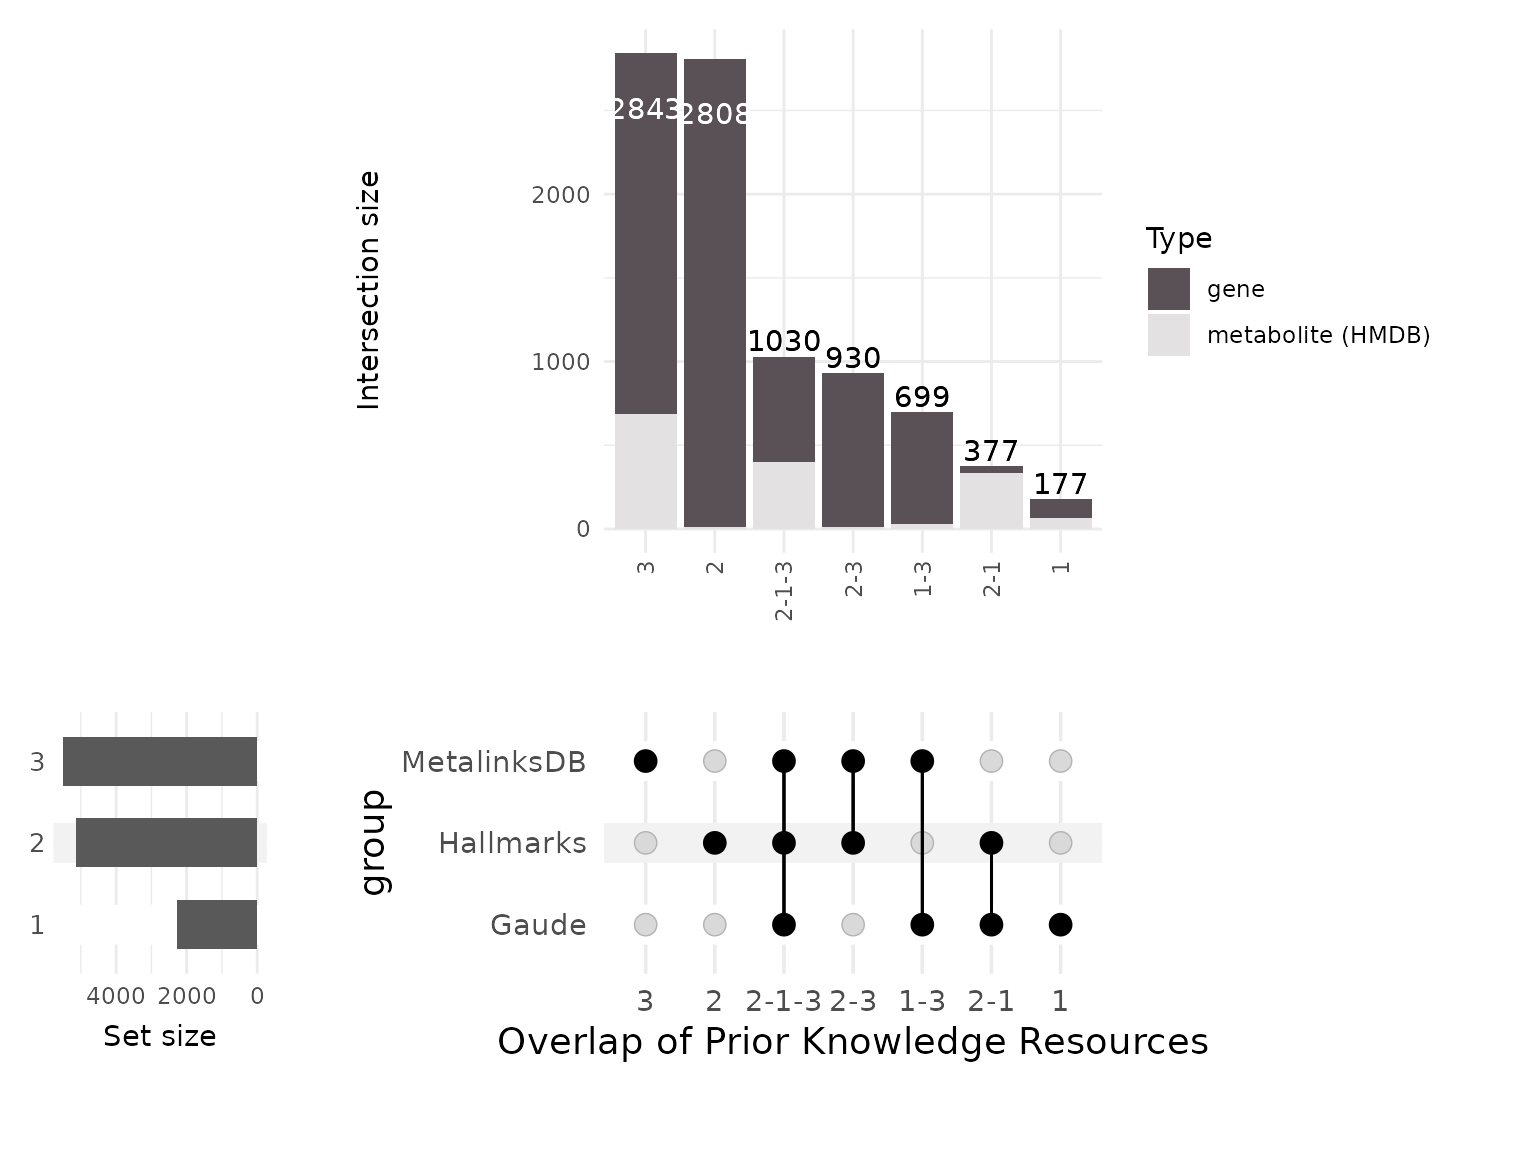 2843
2808
1030
930
699
377
177
2000
1000
0
Intersection size
3
2
2-1-3
2-3
1-3
2-1
1
Type
gene
metabolite (HMDB)
3
2
1
4000 2000 0
Set size
group
MetalinksDB
Hallmarks
Gaude
3 2 2-1-3 2-3 1-3 2-1 1
Overlap of Prior Knowledge Resources